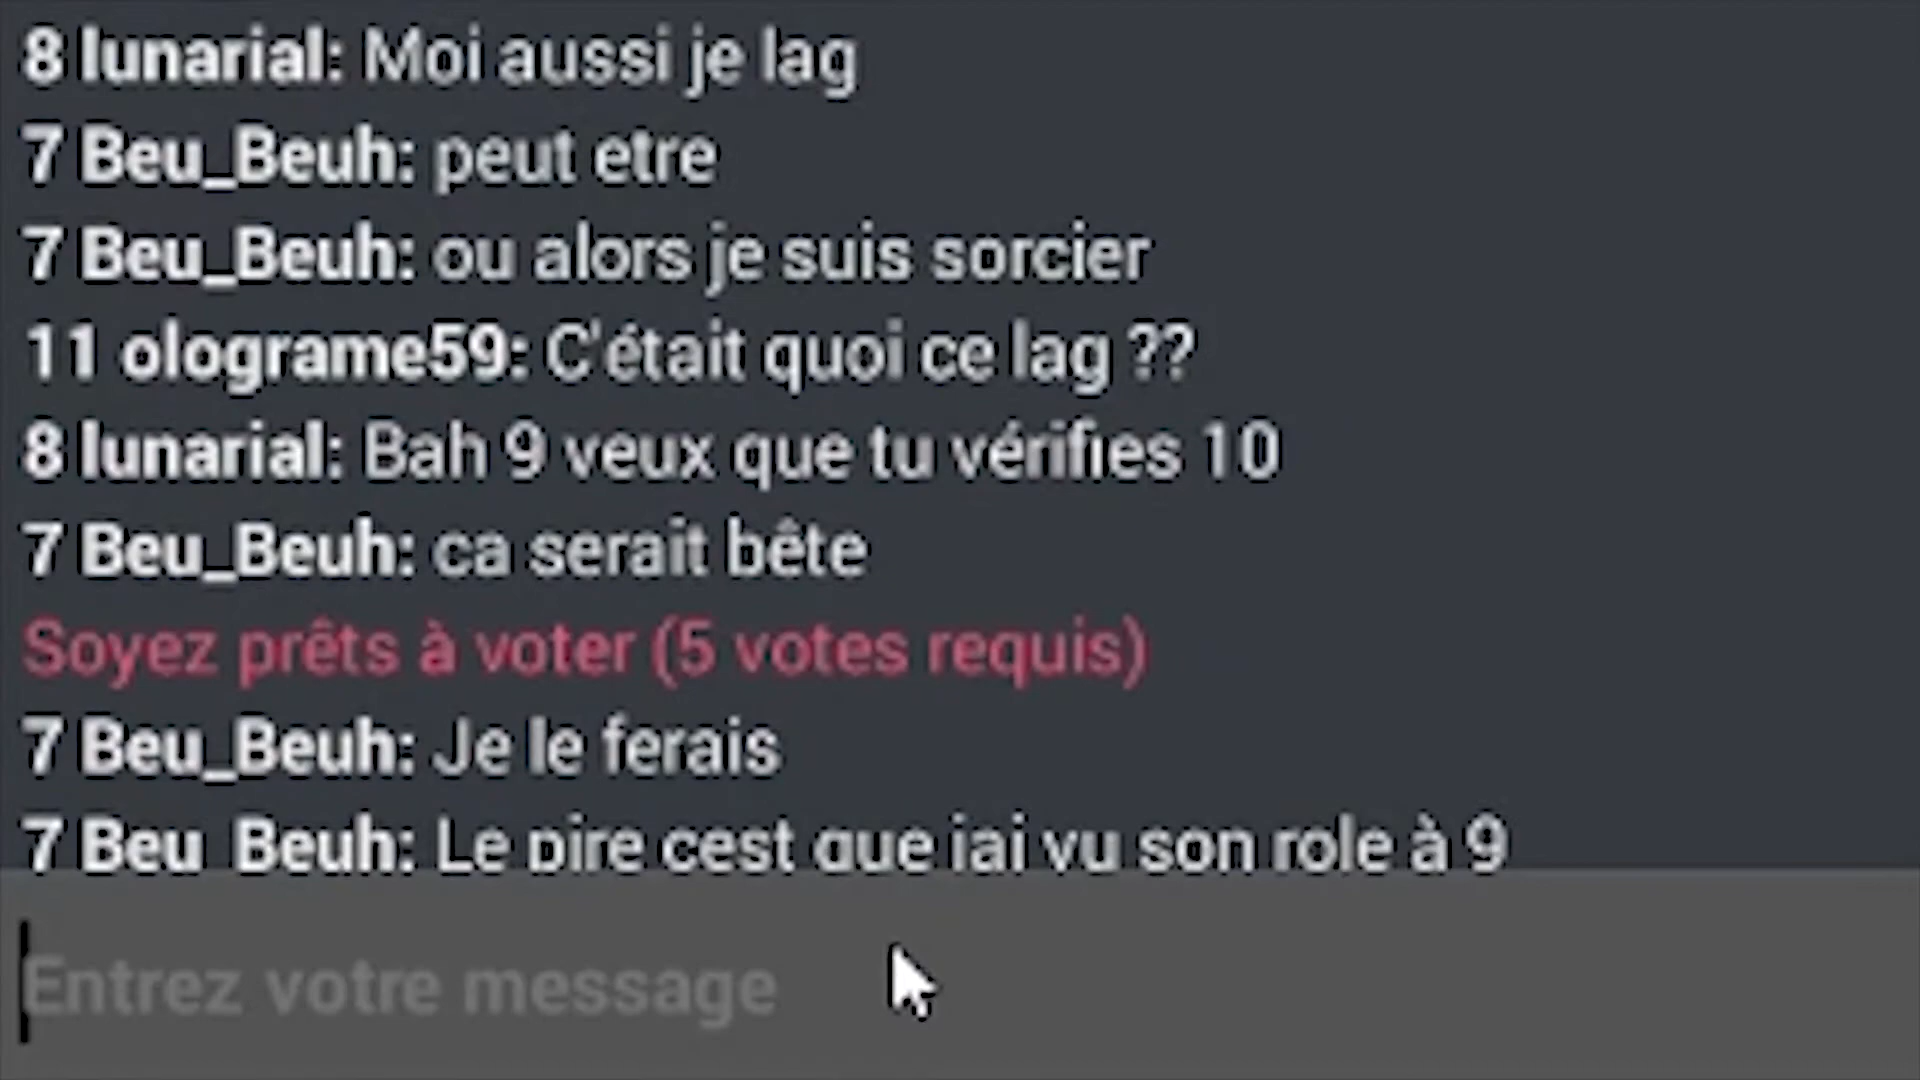 8 lunarial: Moi aussi je lag
7 Beu_Beuh: peut etre
7 Beu_Beuh: ou alors je suis sorcier
11 olograme59: C'était quoi ce lag ??
8 lunarial: Bah 9 veux que tu vérifies 10
7 Beu_Beuh: ca serait bête
Soyez prêts à voter (5 votes requis)
7 Beu_Beuh: Je le ferais
7 Beu_Beuh: Le pire cest que jai vu son role à 9
Entrez votre message